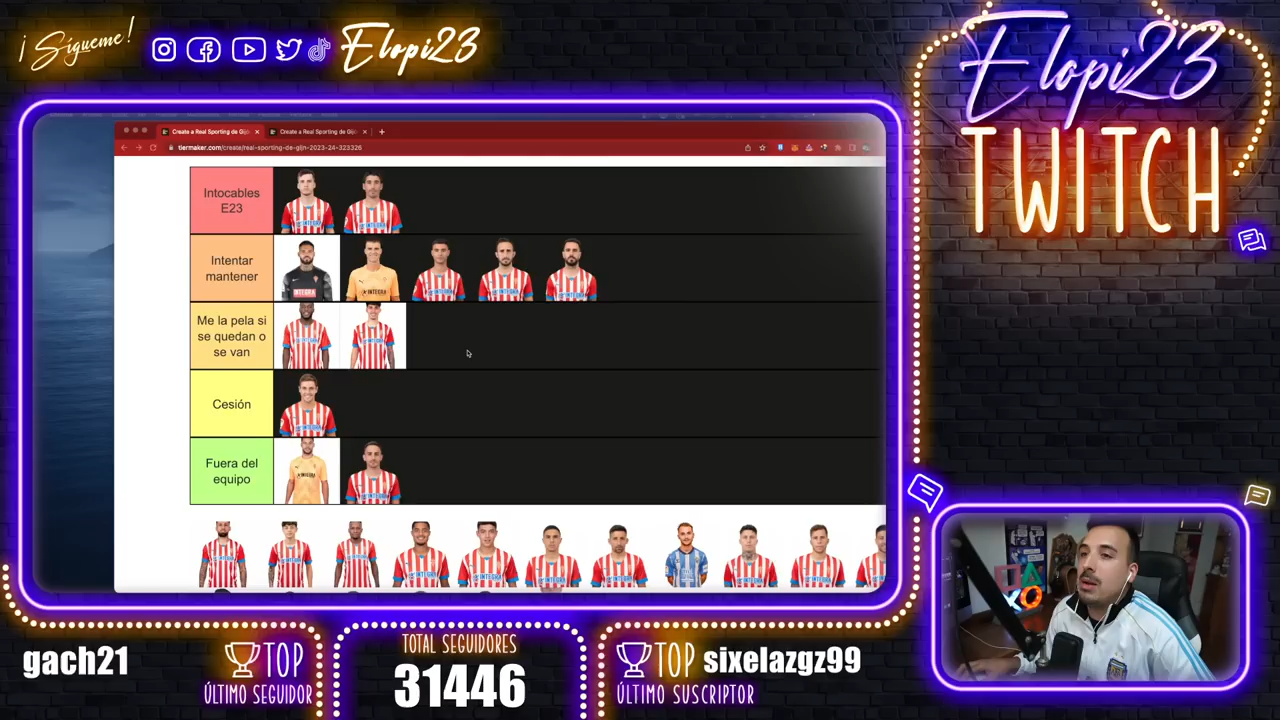 ¡Sígueme!
Elopi23
Elopi23
TWITCH
Create a Real Sporting de Gijó
Create a Real Sporting de Gijó
tiermaker.com/create/real-sporting-de-gijn-2023-24-323326
Intocables
E23
Intentar
mantener
Me la pela si
se quedan o
se van
Cesión
Fuera del
equipo
gach21
TOP
ÚLTIMO SEGUIDOR
TOTAL SEGUIDORES
31446
TOP
sixelazgz99
ÚLTIMO SUSCRIPTOR